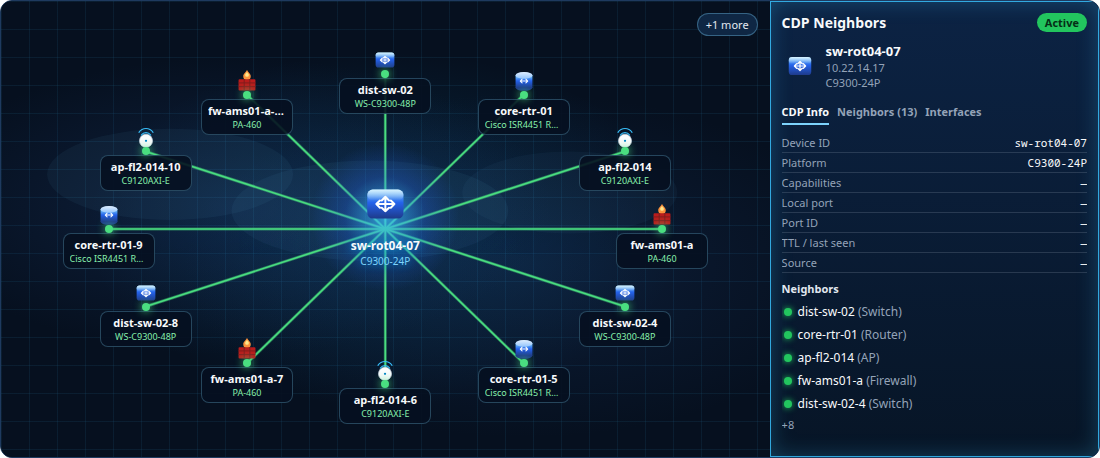 +1 more
dist-sw-02
WS-C9300-48P
fw-ams01-a-...
PA-460
core-rtr-01
Cisco ISR4451 R...
ap-fl2-014-10
C9120AXI-E
ap-fl2-014
C9120AXI-E
core-rtr-01-9
Cisco ISR4451 R...
sw-rot04-07
C9300-24P
fw-ams01-a
PA-460
dist-sw-02-8
WS-C9300-48P
dist-sw-02-4
WS-C9300-48P
fw-ams01-a-7
PA-460
ap-fl2-014-6
C9120AXI-E
core-rtr-01-5
Cisco ISR4451 R...
CDP Neighbors
Active
sw-rot04-07
10.22.14.17
C9300-24P
CDP Info Neighbors (13) Interfaces
Device ID sw-rot04-07
Platform C9300-24P
Capabilities –
Local port –
Port ID –
TTL / last seen –
Source –
Neighbors
dist-sw-02 (Switch)
core-rtr-01 (Router)
ap-fl2-014 (AP)
fw-ams01-a (Firewall)
dist-sw-02-4 (Switch)
+8